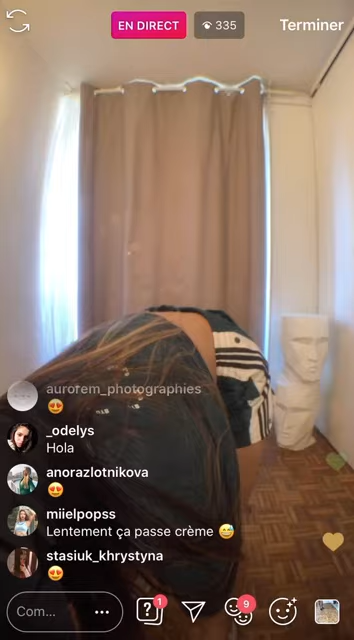 EN DIRECT
335
Terminer
aurofem_photographies
😍
_odelys
Hola
anorazlotnikova
😍
miielpopss
Lentement ça passe crème 😅
stasiuk_khrystyna
😍
Com...
?
1
9